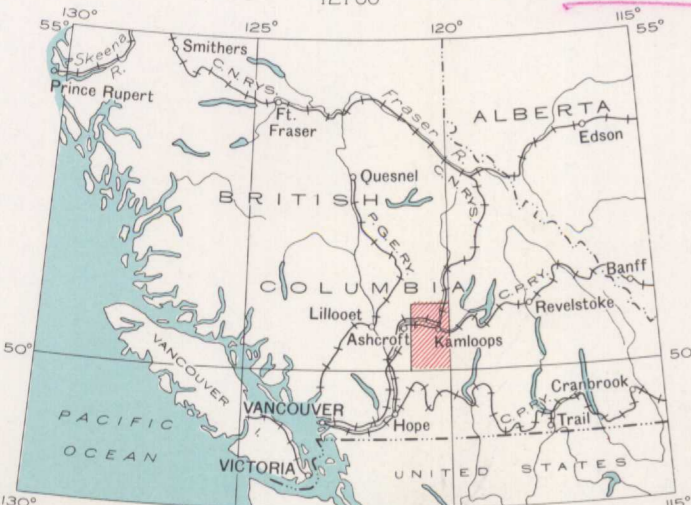 130°
125°
120°
115°
55°
55°
Skeena
R.
Smithers
C.N.RYS.
Prince Rupert
Ft.
Fraser
Fraser R.
ALBERTA
Edson
Quesnel
C.N.RYS.
BRITISH
P.G.E.RY.
COLUMBIA
Banff
C.P.RY.
Revelstoke
Lillooet
Ashcroft
Kamloops
50°
50
VANCOUVER
I.
Cranbrook
VANCOUVER
Hope
C.P.
Trail
PACIFIC
OCEAN
VICTORIA
UNITED STATES
130°
115°